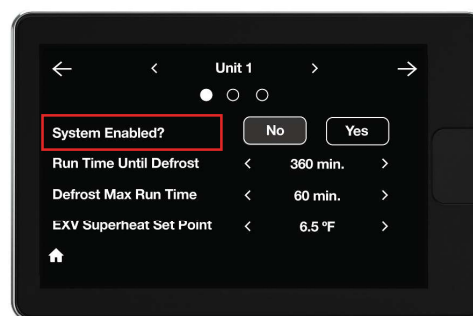 Unit 1
System Enabled? No Yes
Run Time Until Defrost 360 min.
Defrost Max Run Time 60 min.
EXV Superheat Set Point 6.5 ºF